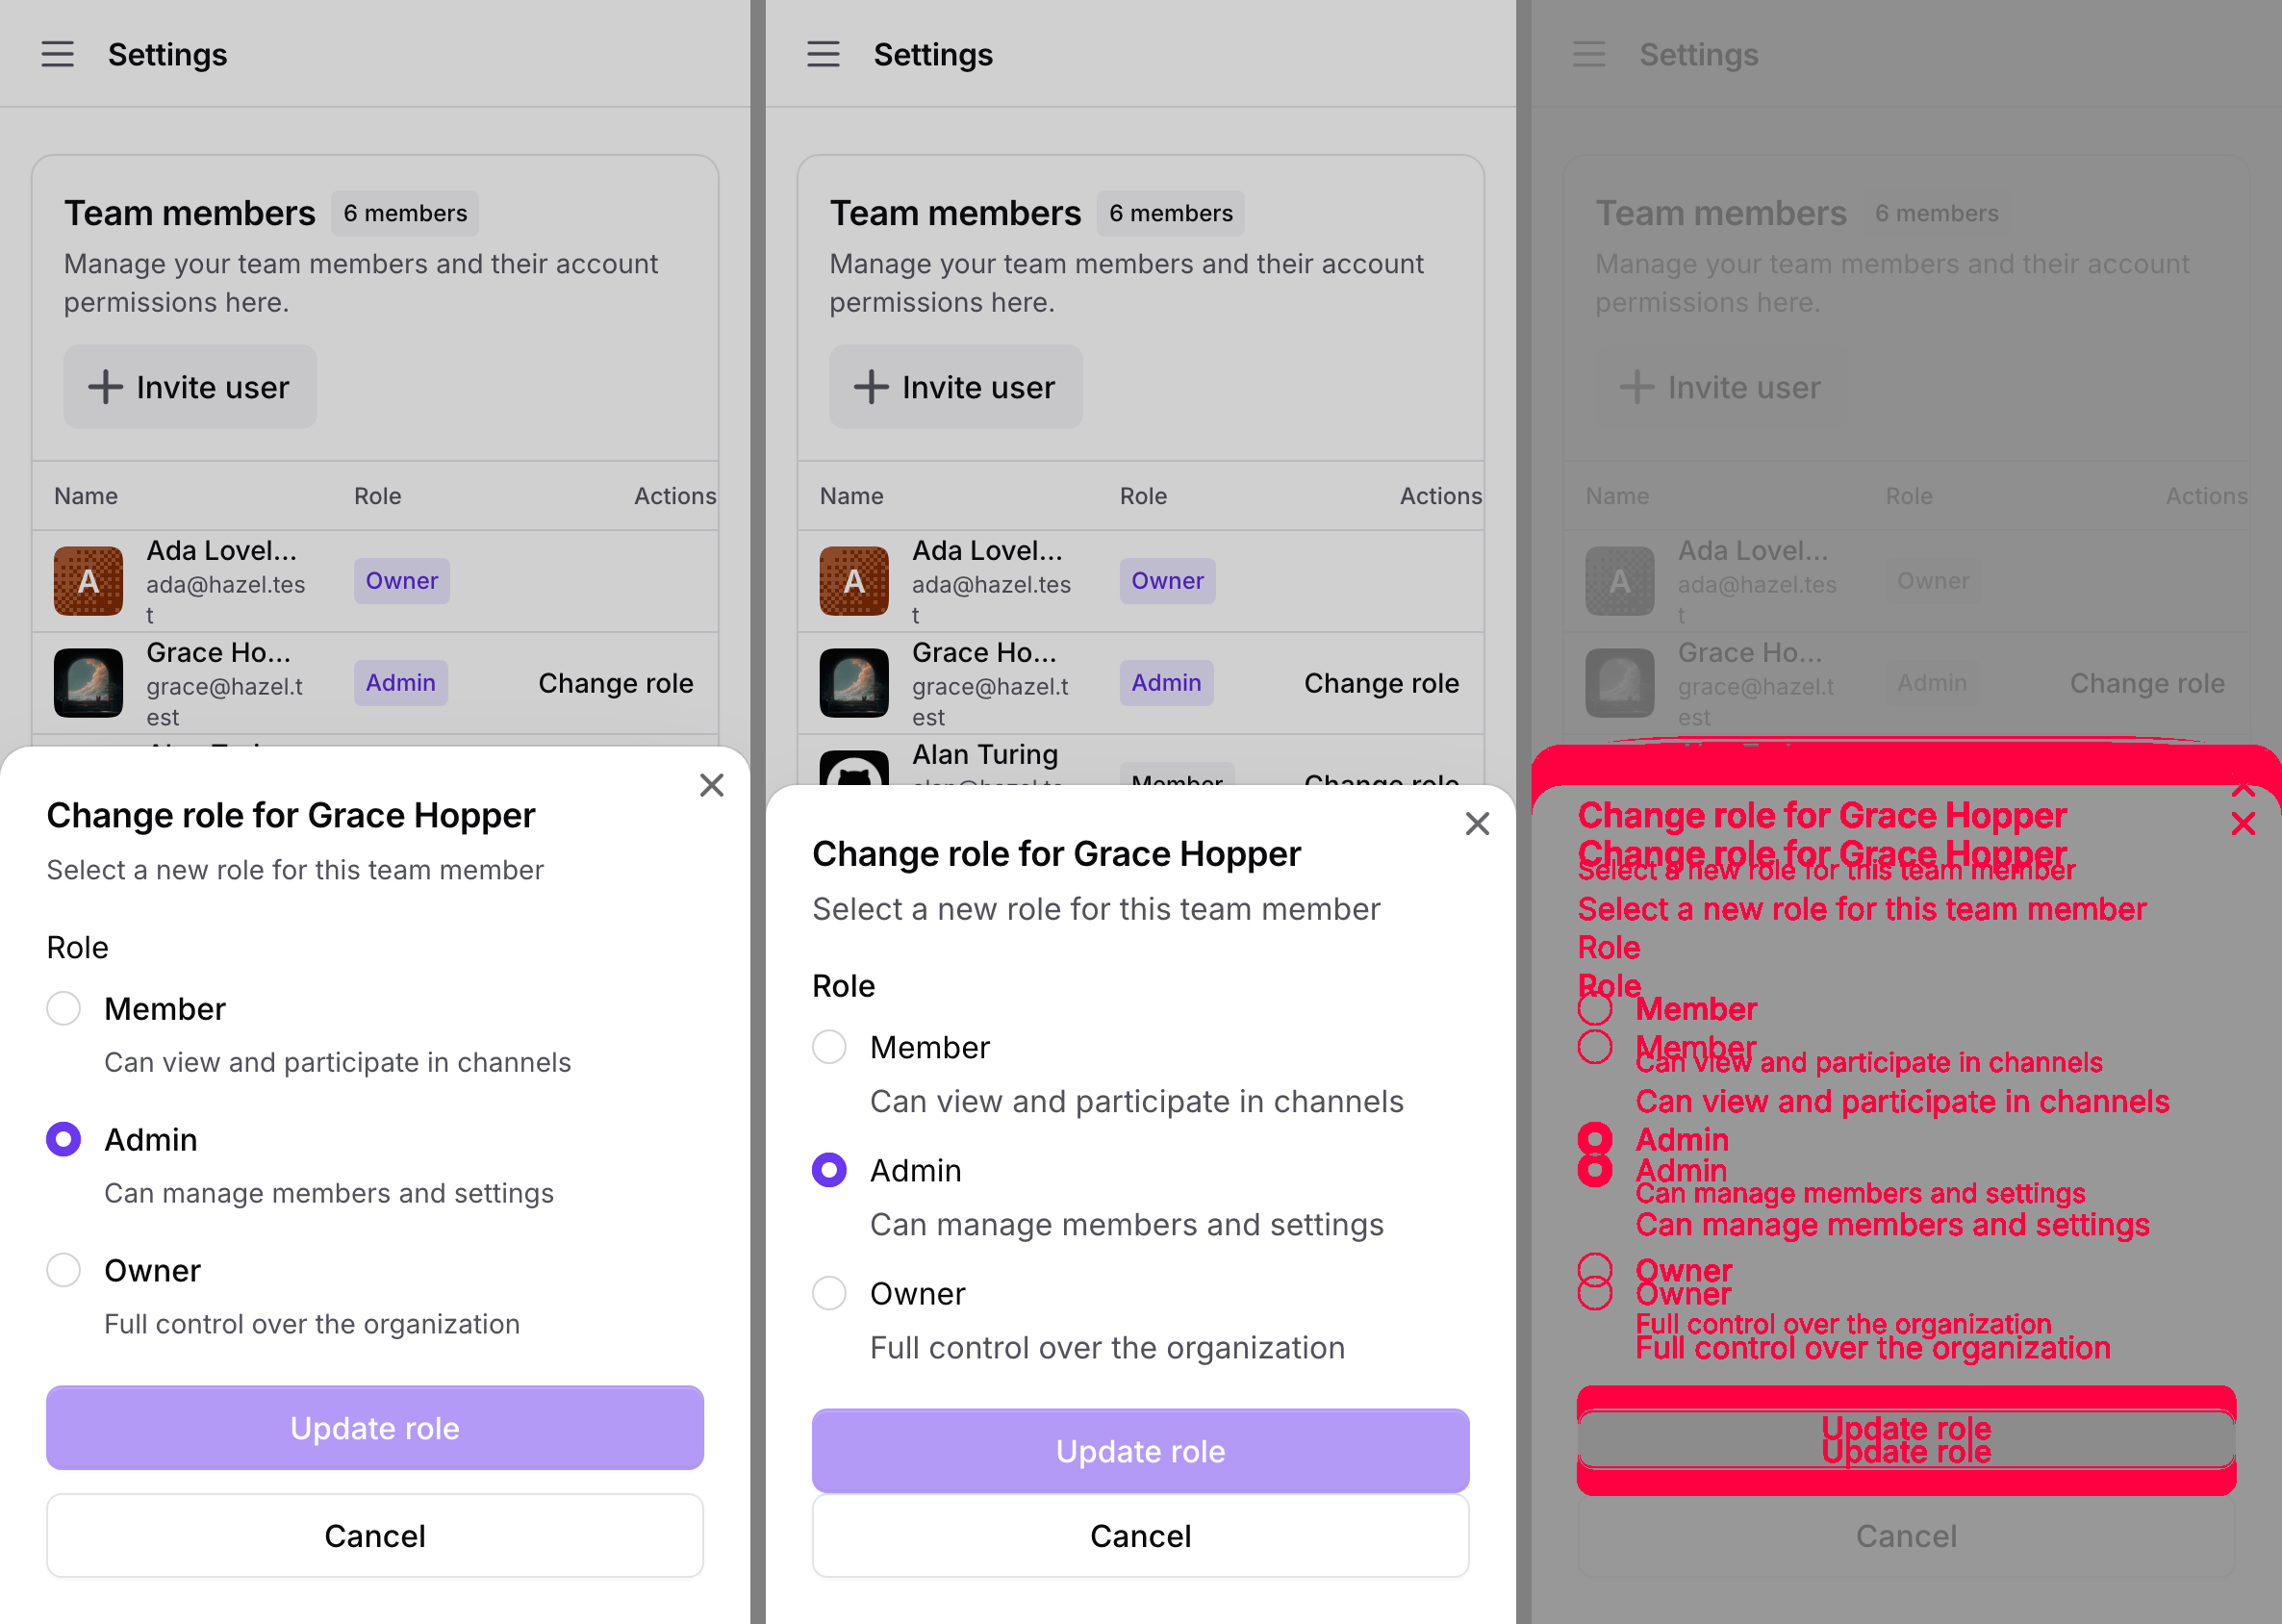 Settings
Team members 6 members
Manage your team members and their account
permissions here.
Invite user
Name Role Actions
A Ada Lovel... Owner
ada@hazel.tes
t
Grace Ho... Admin Change role
grace@hazel.t
est
Change role for Grace Hopper
Select a new role for this team member
Role
Member
Can view and participate in channels
Admin
Can manage members and settings
Owner
Full control over the organization
Update role
Cancel
Settings
Team members 6 members
Manage your team members and their account
permissions here.
Invite user
Name Role Actions
A Ada Lovel... Owner
ada@hazel.tes
t
Grace Ho... Admin Change role
grace@hazel.t
est
Alan Turing
Member Change role
Change role for Grace Hopper
Select a new role for this team member
Role
Member
Can view and participate in channels
Admin
Can manage members and settings
Owner
Full control over the organization
Update role
Cancel
Settings
Team members 6 members
Manage your team members and their account
permissions here.
Invite user
Name Role Actions
A Ada Lovel... Owner
ada@hazel.tes
t
Grace Ho... Admin Change role
grace@hazel.t
est
Change role for Grace Hopper
Change role for Grace Hopper
Select a new role for this team member
Select a new role for this team member
Role
Role
Member
Member
Can view and participate in channels
Can view and participate in channels
Admin
Admin
Can manage members and settings
Can manage members and settings
Owner
Owner
Full control over the organization
Full control over the organization
Update role
Update role
Cancel